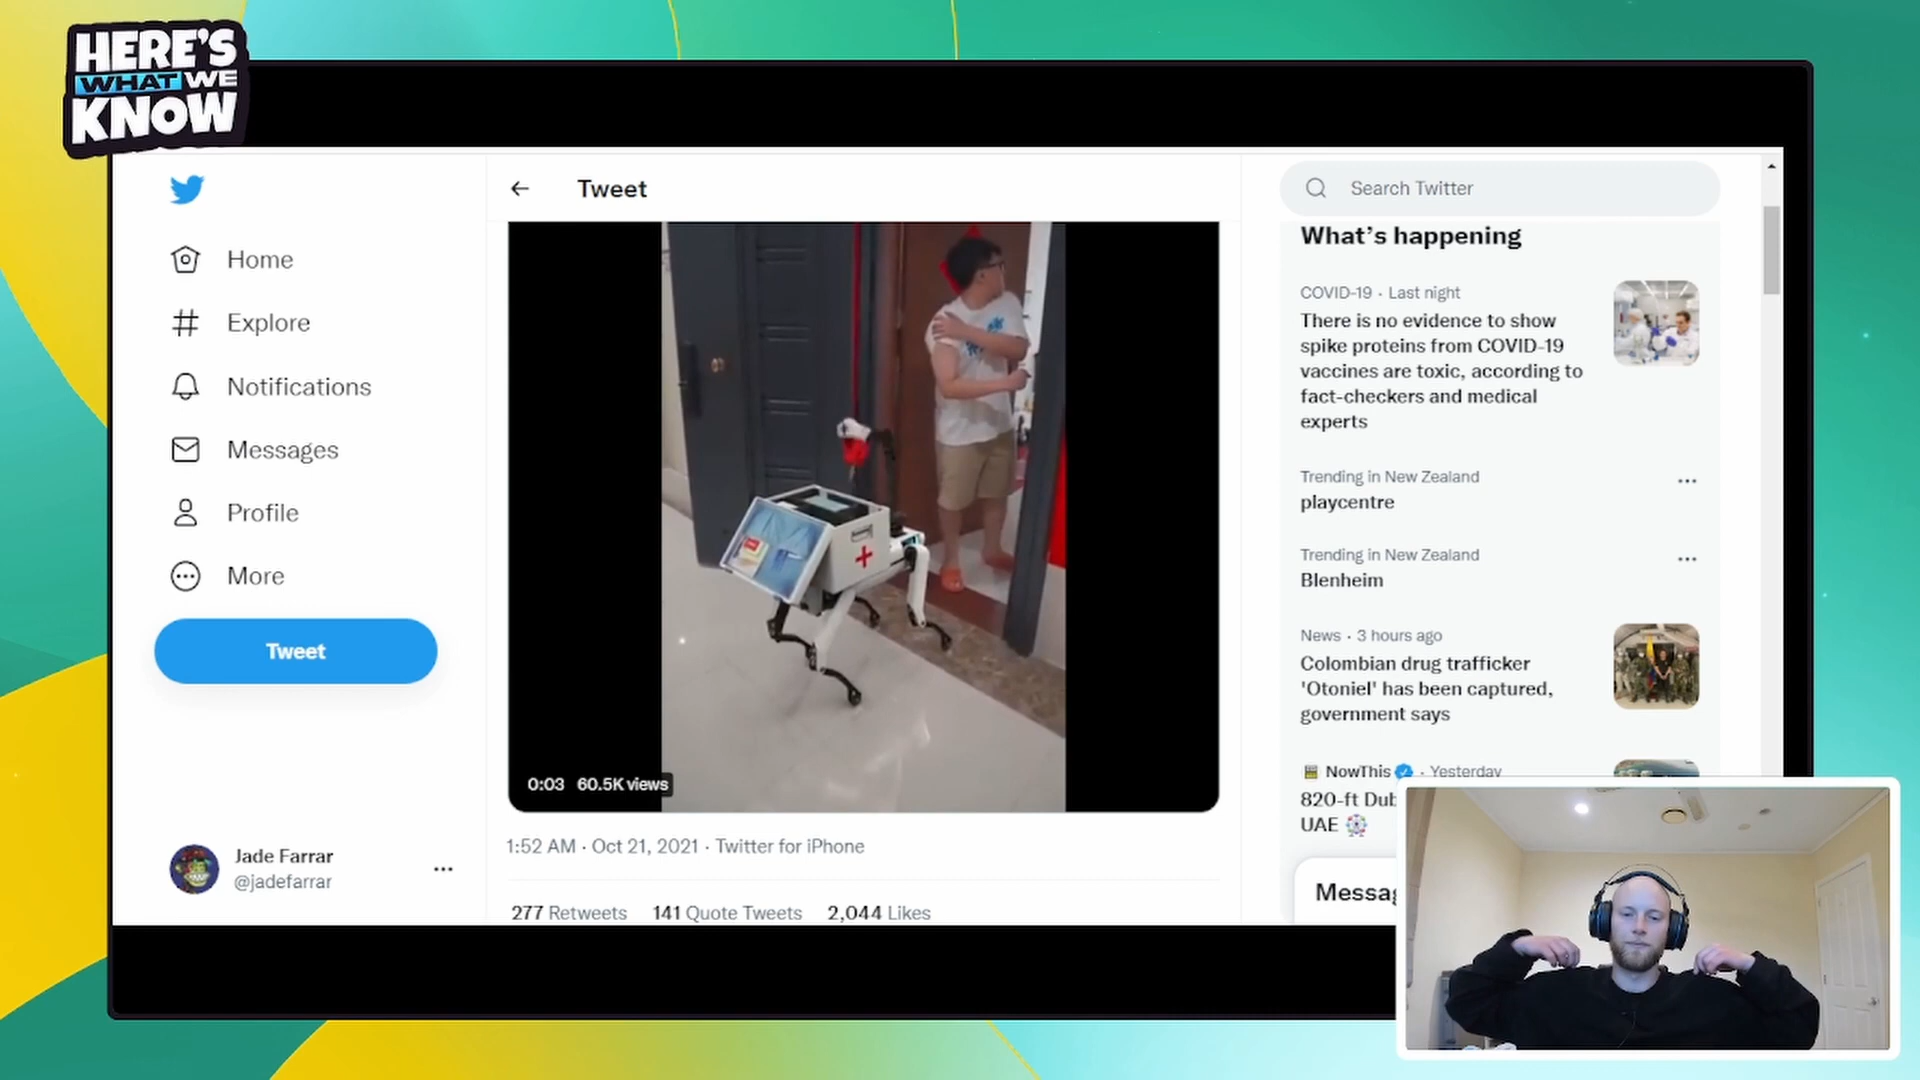 HERE'S
WHAT WE
KNOW
Tweet
Search Twitter
Home
Explore
Notifications
Messages
Profile
More
Tweet
Jade Farrar
@jadefarrar
0:03 60.5K views
1:52 AM · Oct 21, 2021 · Twitter for iPhone
277 Retweets 141 Quote Tweets 2,044 Likes
What's happening
COVID-19 · Last night
There is no evidence to show
spike proteins from COVID-19
vaccines are toxic, according to
fact-checkers and medical
experts
Trending in New Zealand
playcentre
Trending in New Zealand
Blenheim
News · 3 hours ago
Colombian drug trafficker
'Otoniel' has been captured,
government says
NowThis · Yesterday
820-ft Dub
UAE
Messag